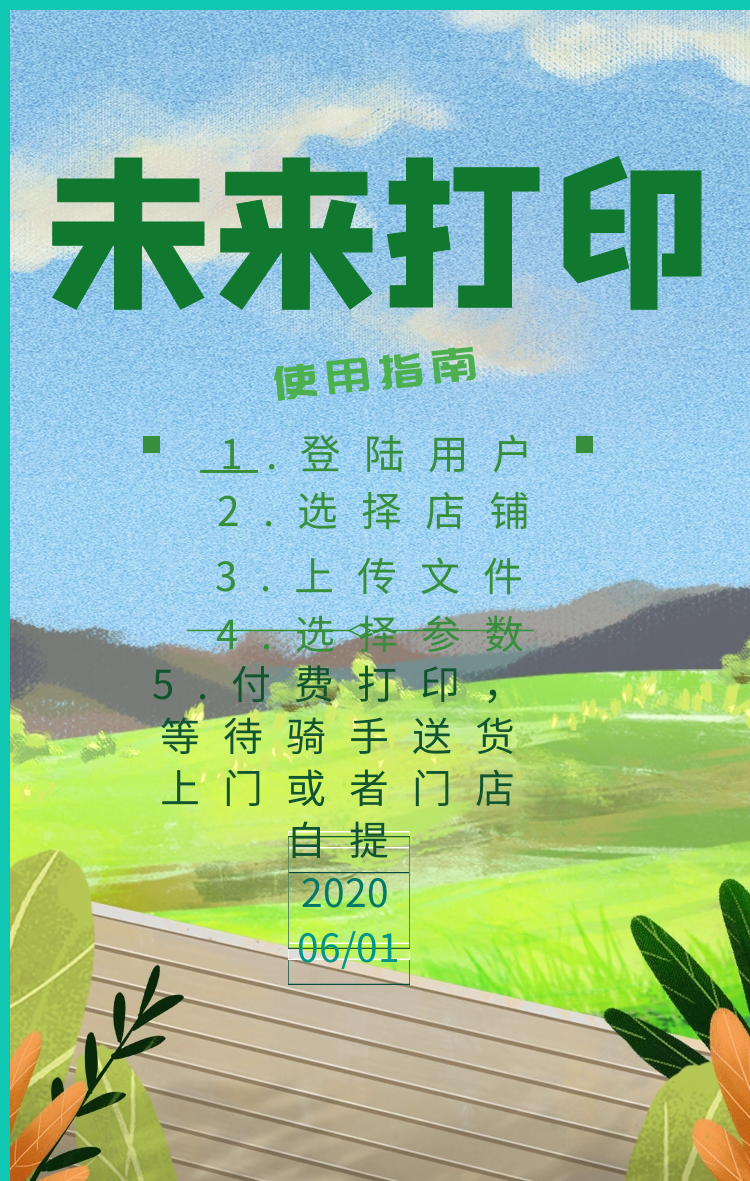 未来打印
使用指南
1.登陆用户
2.选择店铺
3.上传文件
4.选择参数
5.付费打印，
等待骑手送货
上门或者门店
自提
2020
06/01